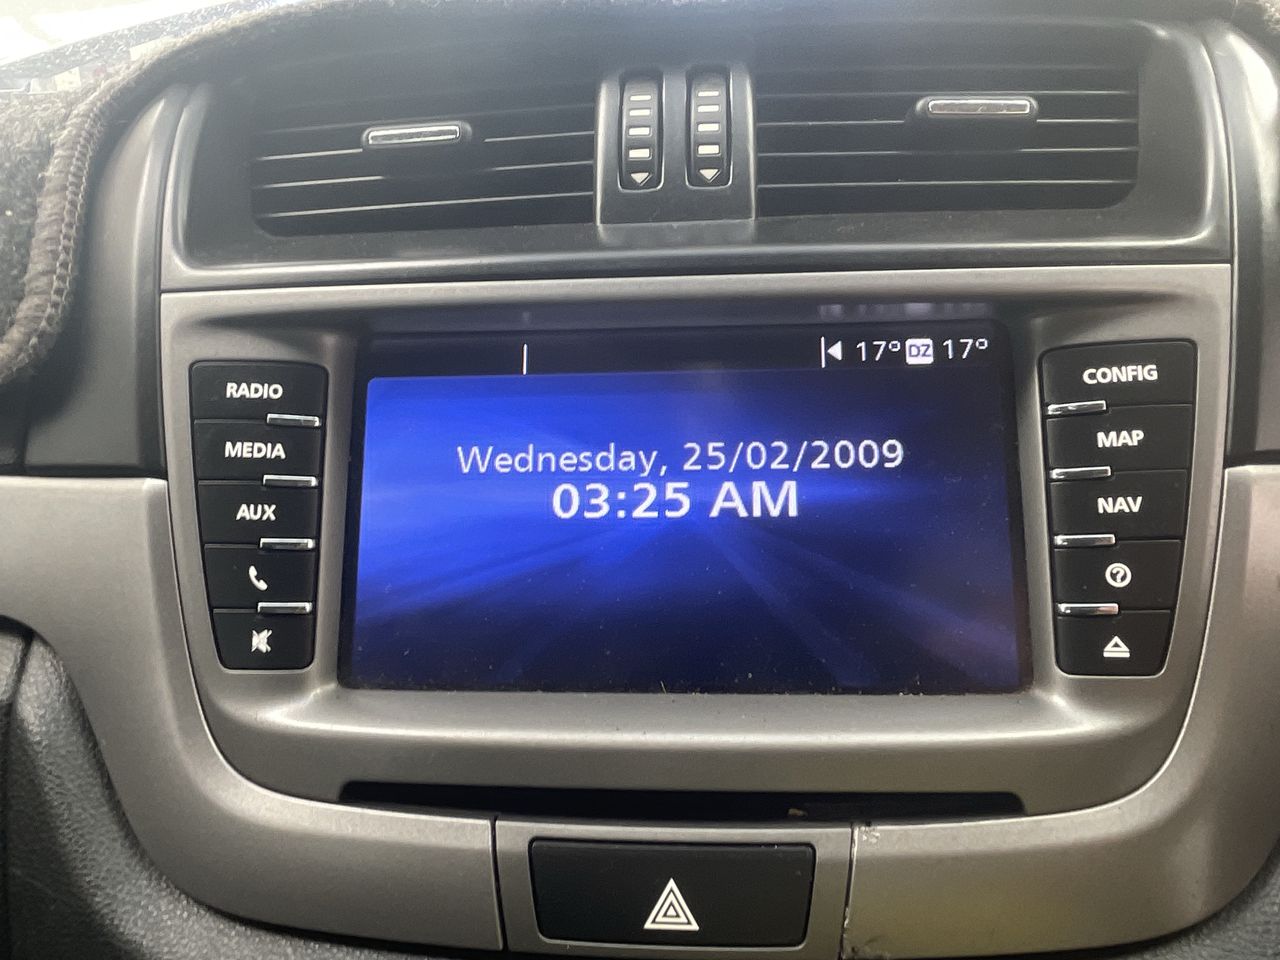 17° DZ 17°
RADIO
MEDIA
AUX
Wednesday, 25/02/2009
03:25 AM
CONFIG
MAP
NAV
?